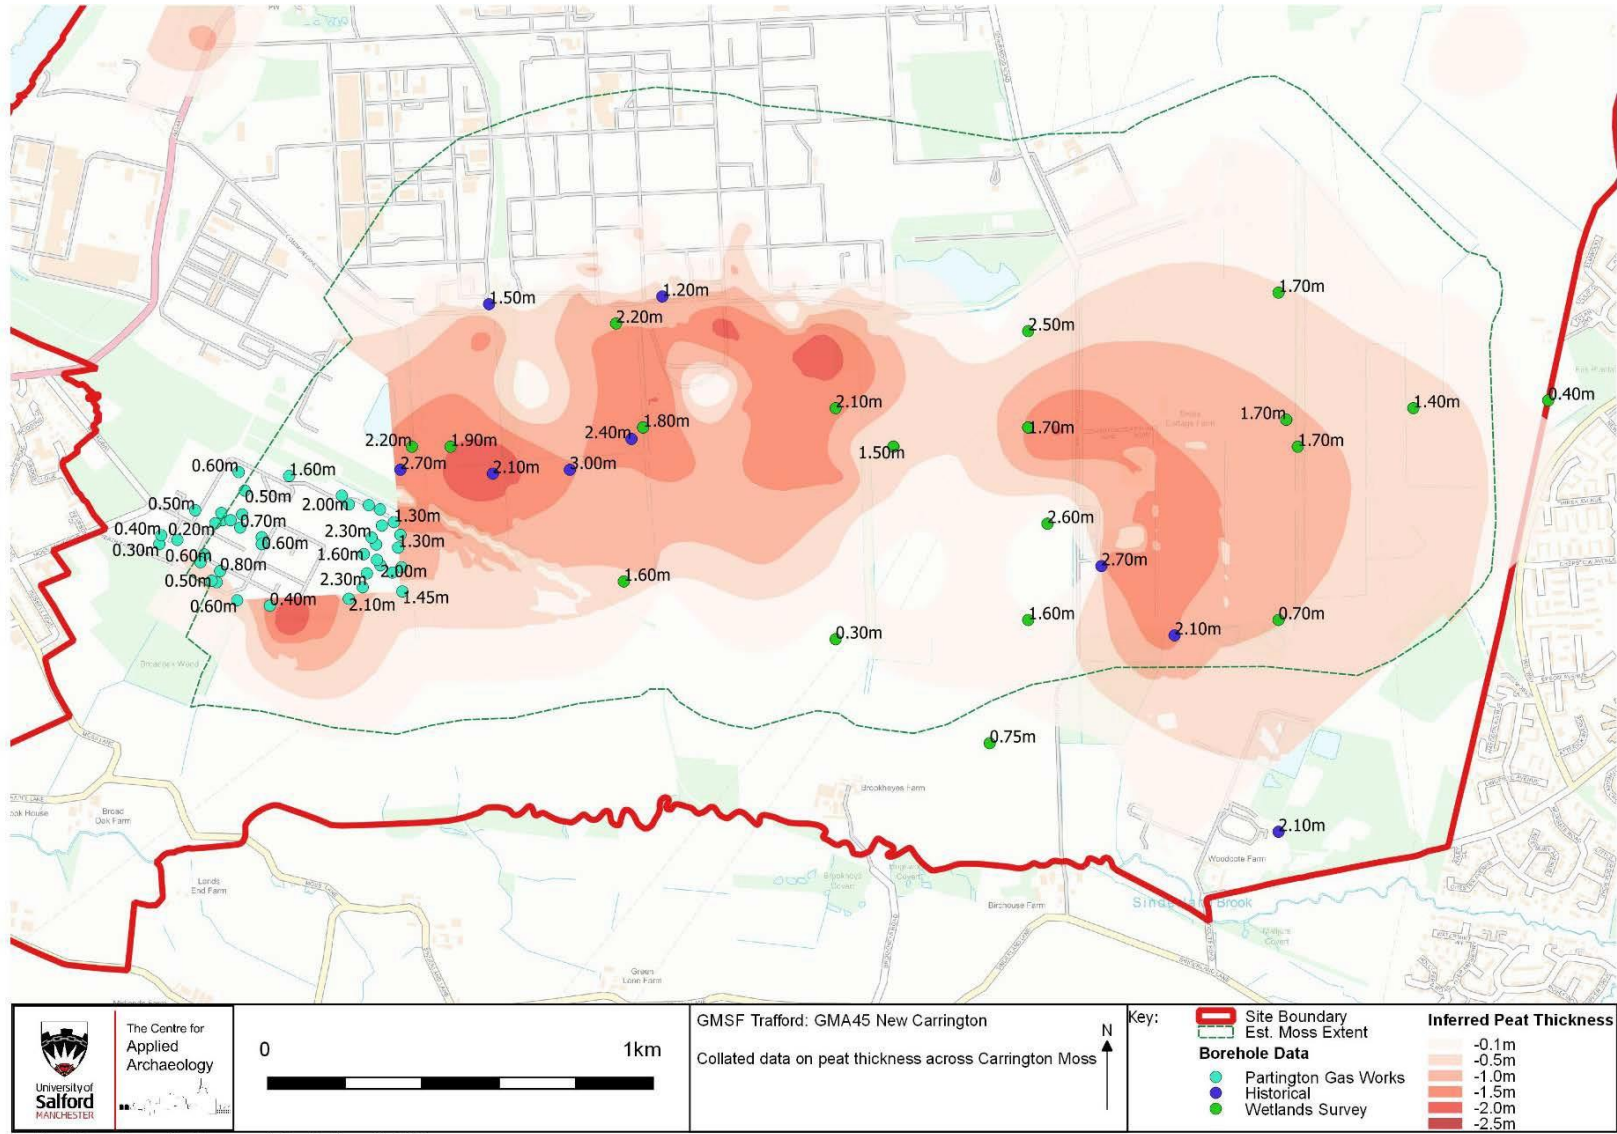 1.50m
1.20m
2.20m
1.70m
2.50m
2.10m
1.80m
2.40m
1.50m
1.70m
1.70m
1.70m
1.40m
0.40m
2.20m
1.90m
2.70m
2.10m
3.00m
0.60m
1.60m
0.50m
0.50m
2.00m
0.40m
0.20m
0.70m
2.30m
1.30m
0.30m
0.60m
0.60m
1.60m
1.30m
0.80m
0.50m
2.30m
2.00m
0.60m
0.40m
2.10m
1.45m
1.60m
0.30m
2.60m
2.70m
1.60m
2.10m
0.70m
0.75m
2.10m
Broadoak Wood
Broad
Oak Farm
Lords
End Farm
Brookheyes Farm
Brookheys
Covert
Birchouse Farm
Woodcote Farm
Green
Lane Farm
University of
Salford
MANCHESTER
The Centre for
Applied
Archaeology
0
1km
GMSF Trafford: GMA45 New Carrington
Collated data on peat thickness across Carrington Moss
N
Key:
Site Boundary
Est. Moss Extent
Borehole Data
Partington Gas Works
Historical
Wetlands Survey
Inferred Peat Thickness
-0.1m
-0.5m
-1.0m
-1.5m
-2.0m
-2.5m